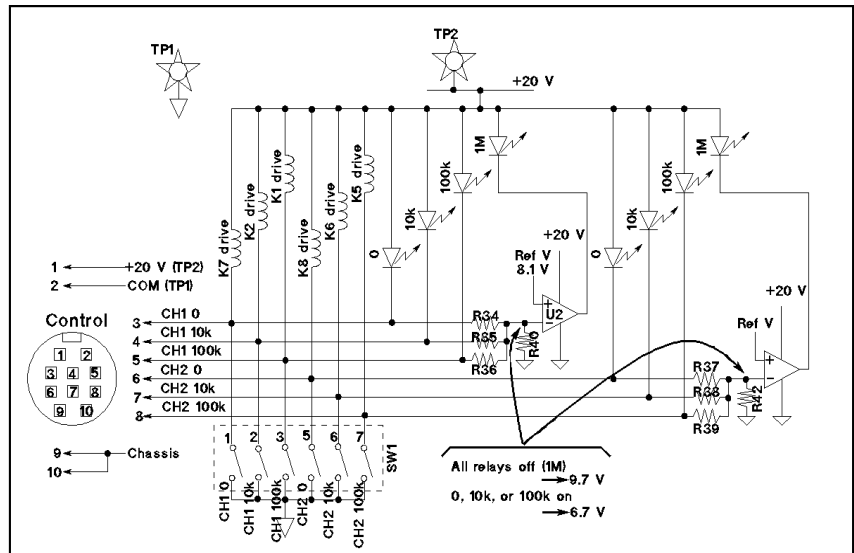 TP1
TP2
+20 V
1M
100k
10k
0
K7 drive
K2 drive
K1 drive
K8 drive
K6 drive
K5 drive
1M
100k
10k
0
+20 V
Ref V
8.1 V
U2
+
−
+20 V
Ref V
+
−
1 +20 V (TP2)
2 COM (TP1)
Control
1 2
3 4 5
6 7 8
9 10
3 CH1 0
4 CH1 10k
5 CH1 100k
6 CH2 0
7 CH2 10k
8 CH2 100k
9 Chassis
10
R34
R35
R36
R40
R37
R38
R39
R42
1 2 3 5 6 7
SW1
CH1 0
CH1 10k
CH1 100k
CH2 0
CH2 10k
CH2 100k
All relays off (1M)
9.7 V
0, 10k, or 100k on
6.7 V